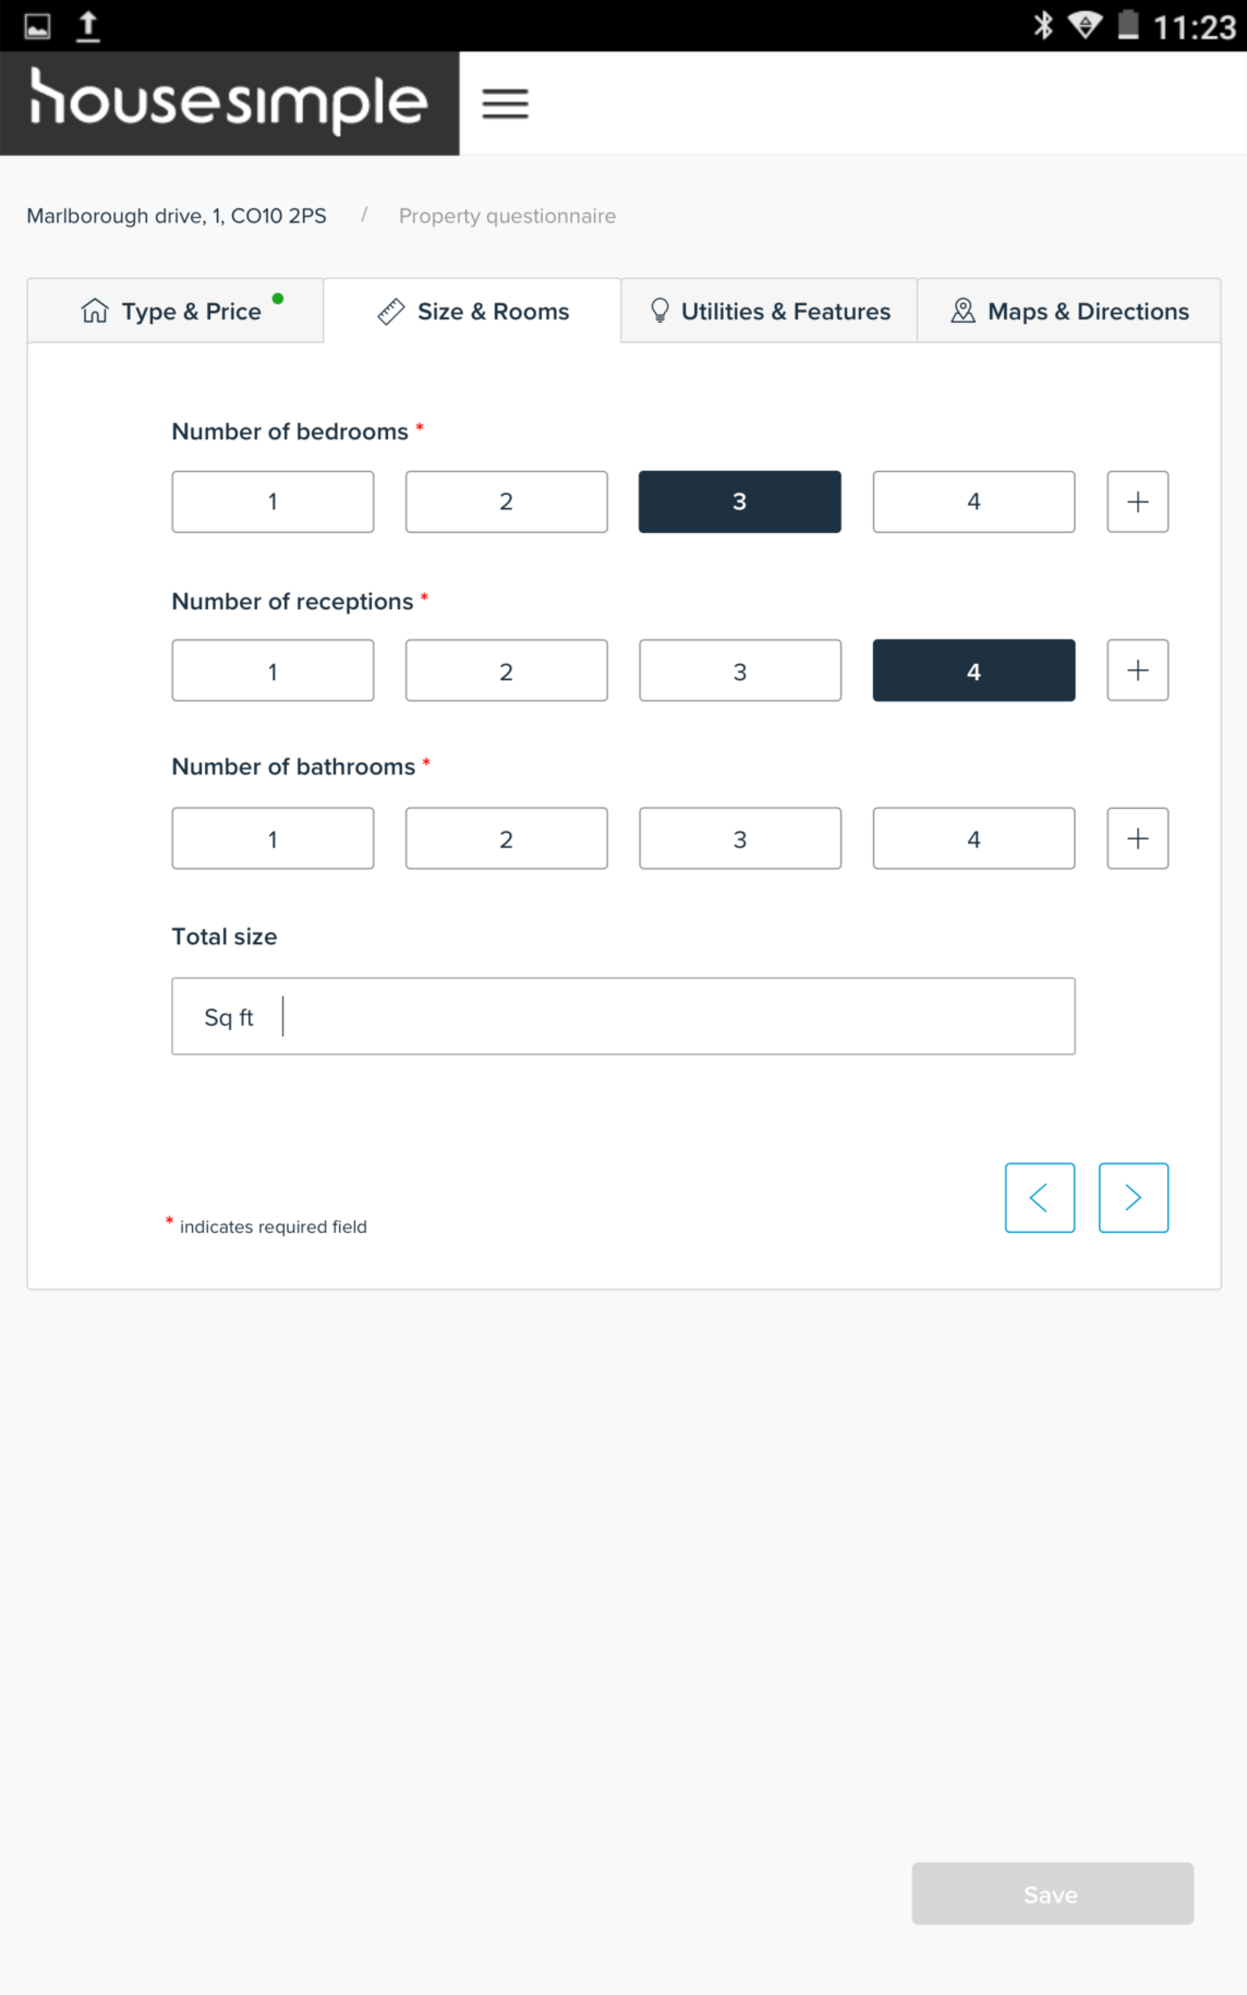 11:23
housesimple
Marlborough drive, 1, CO10 2PS / Property questionnaire
Type & Price Size & Rooms Utilities & Features Maps & Directions
Number of bedrooms *
1 2 3 4 +
Number of receptions *
1 2 3 4 +
Number of bathrooms *
1 2 3 4 +
Total size
Sq ft
* indicates required field
Save